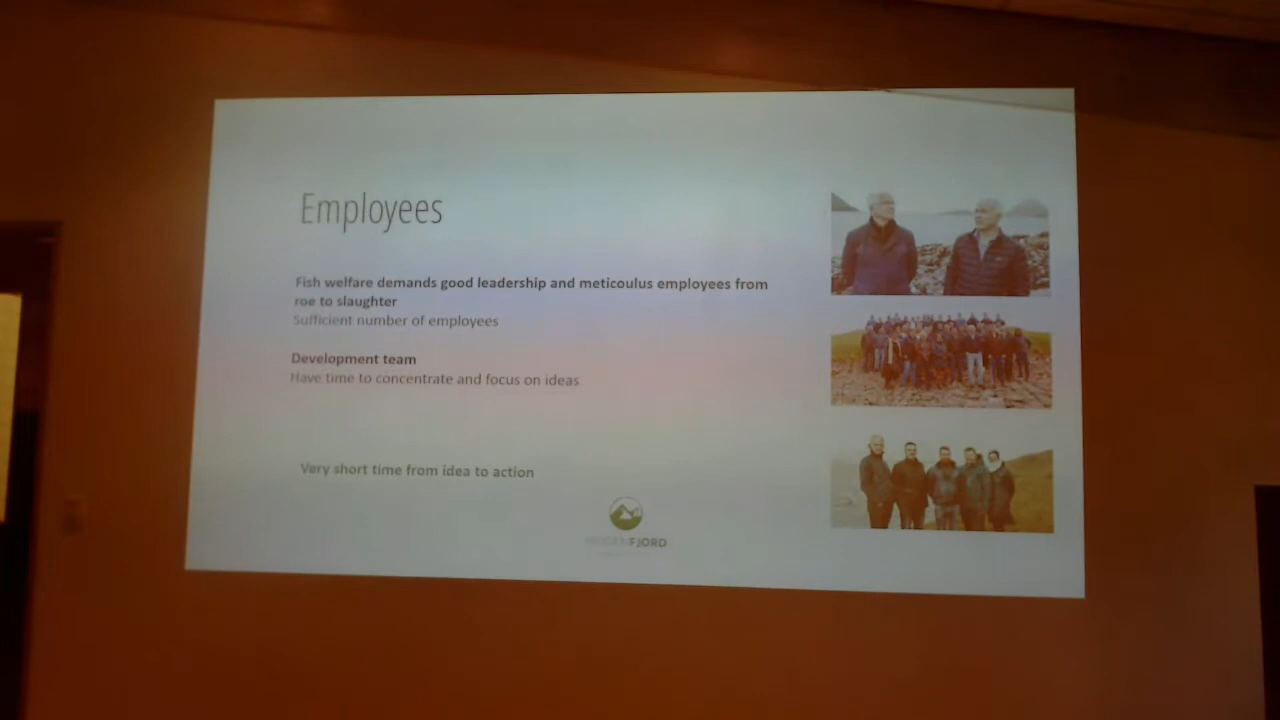 Employees
Fish welfare demands good leadership and meticoulus employees from
roe to slaughter
Sufficient number of employees
Development team
Have time to concentrate and focus on ideas
Very short time from idea to action
FJORD